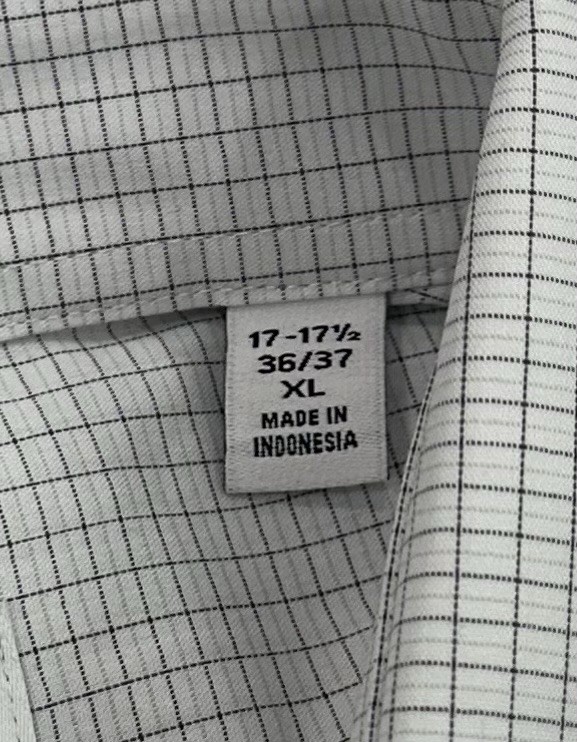 17-17½
36/37
XL
MADE IN
INDONESIA